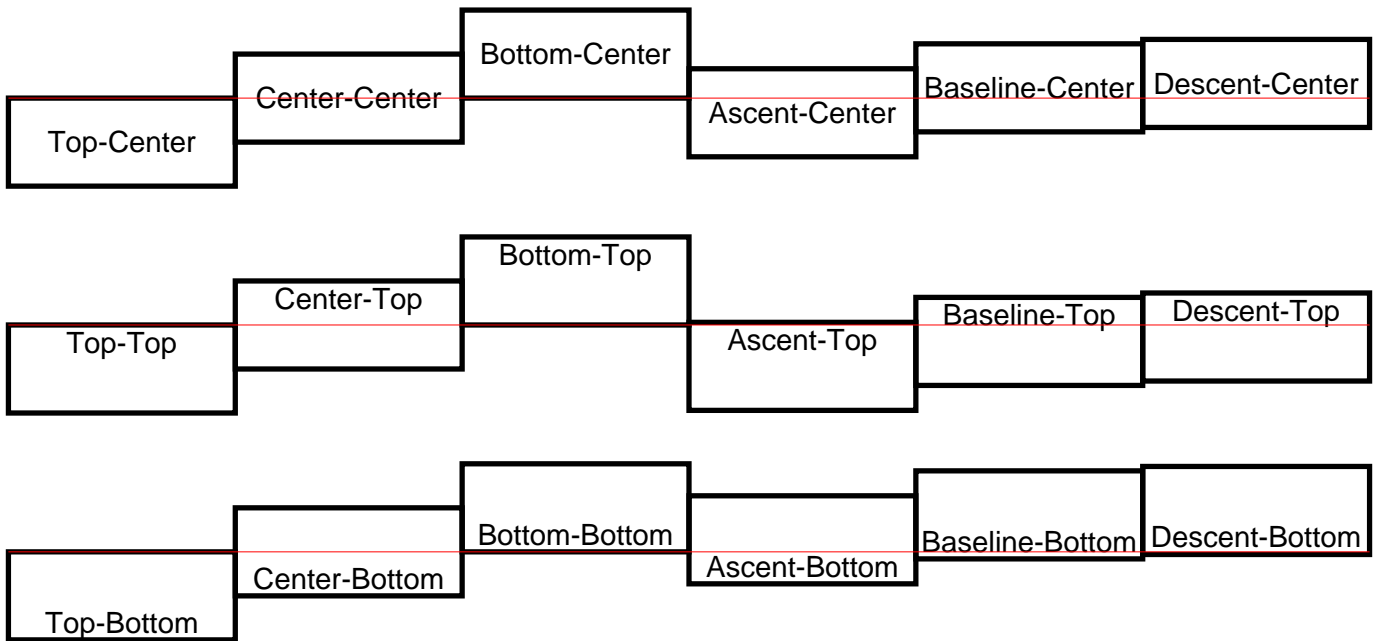 Top-Center Center-Center Bottom-Center Ascent-Center Baseline-Center Descent-Center
Top-Top Center-Top Bottom-Top Ascent-Top Baseline-Top Descent-Top
Top-Bottom Center-Bottom Bottom-Bottom Ascent-Bottom Baseline-Bottom Descent-Bottom